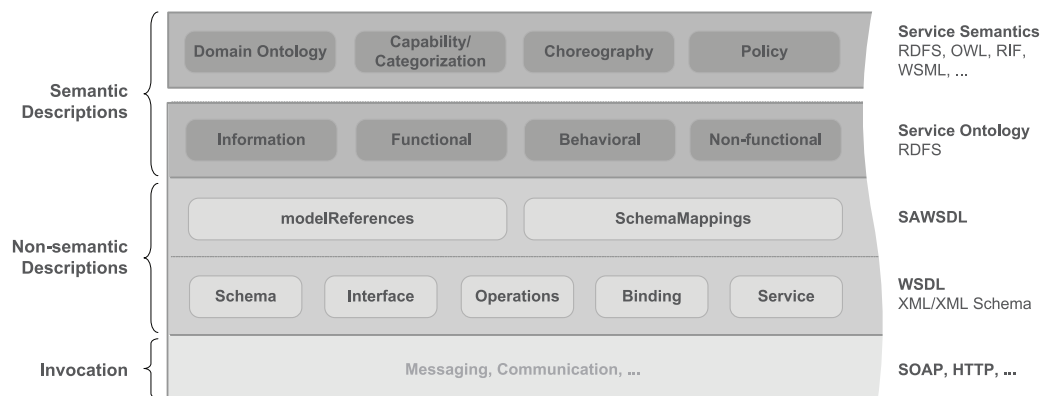 Semantic
Descriptions
Domain Ontology
Capability/
Categorization
Choreography
Policy
Service Semantics
RDFS, OWL, RIF,
WSML, ...
Information
Functional
Behavioral
Non-functional
Service Ontology
RDFS
Non-semantic
Descriptions
modelReferences
SchemaMappings
SAWSDL
Schema
Interface
Operations
Binding
Service
WSDL
XML/XML Schema
Invocation
Messaging, Communication, ...
SOAP, HTTP, ...